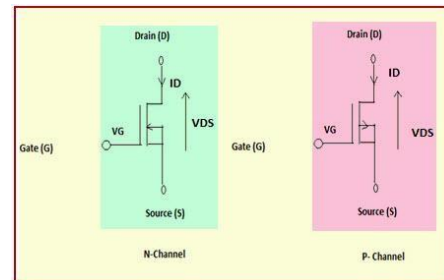 Drain (D)
ID
VDS
VG
Gate (G)
Source (S)
N-Channel
Drain (D)
ID
VDS
VG
Gate (G)
Source (S)
P- Channel